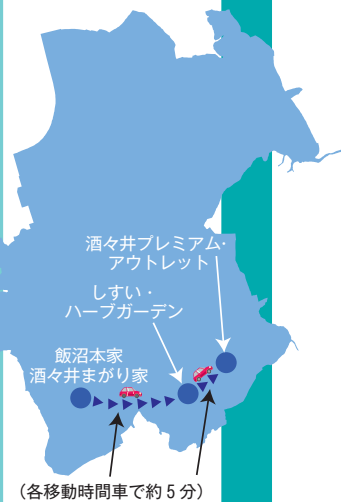 酒々井プレミアム・
アウトレット
しすい・
ハーブガーデン
飯沼本家
酒々井まがり家
（各移動時間車で約５分）